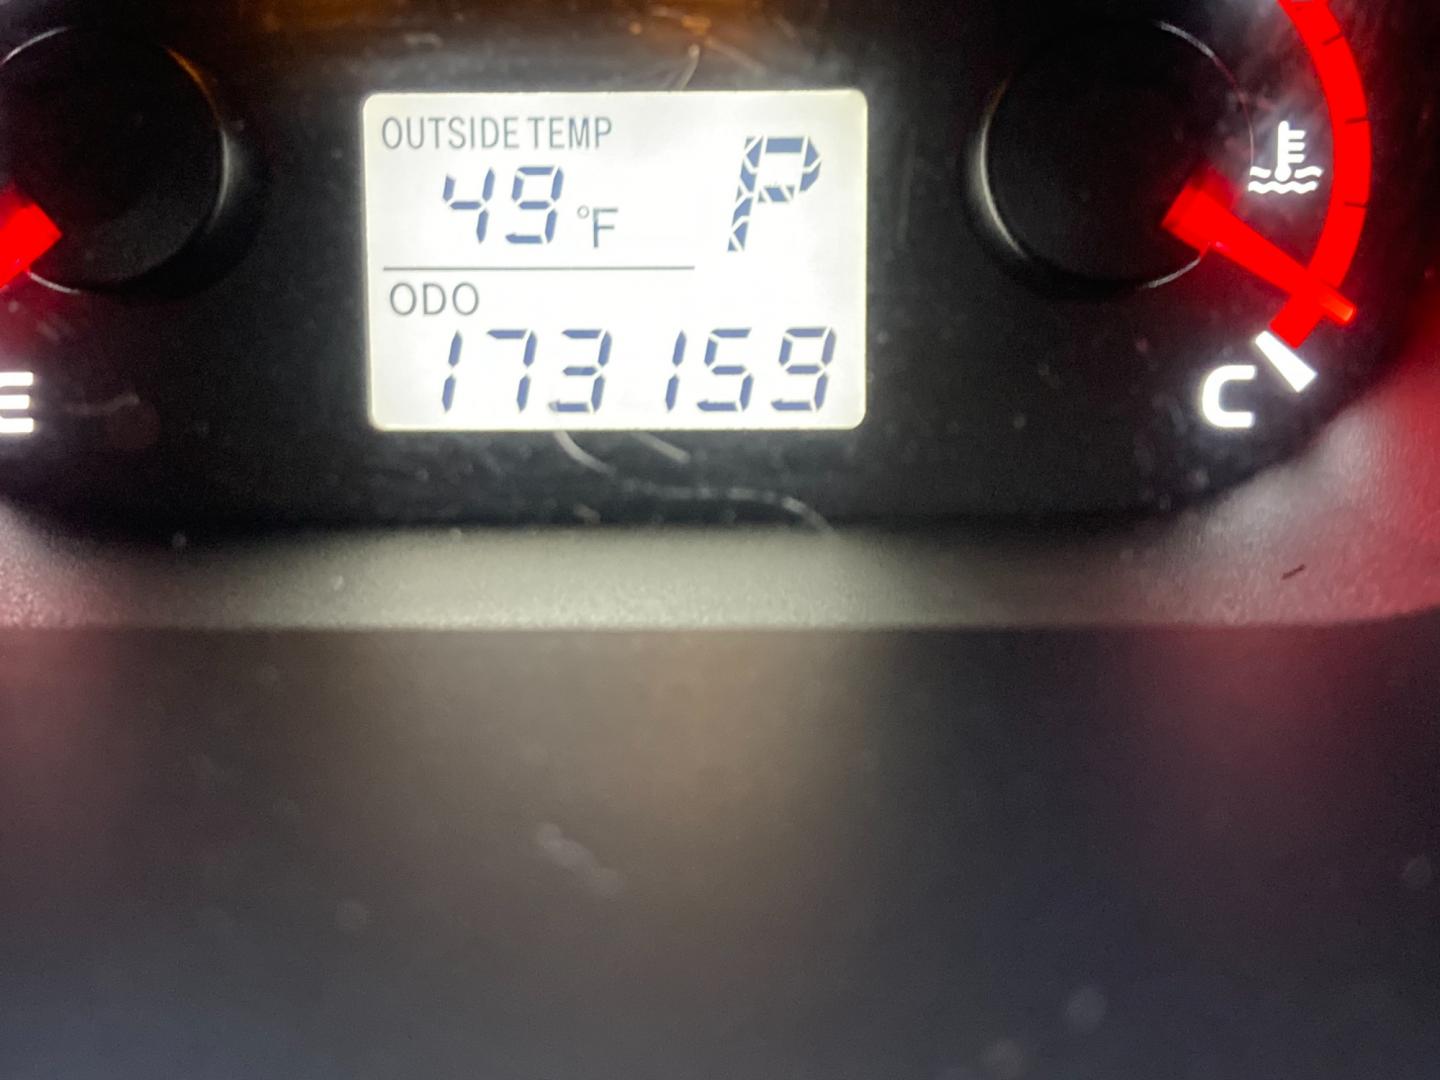 OUTSIDE TEMP
P
49°F
ODO
173159
E
C